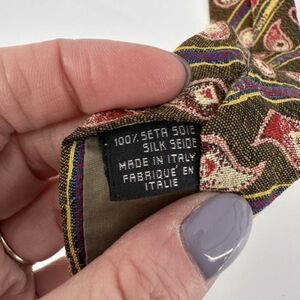 100% SETA SOIE
SILK SEIDE
MADE IN ITALY
FABRIQUÉ EN
ITALIE